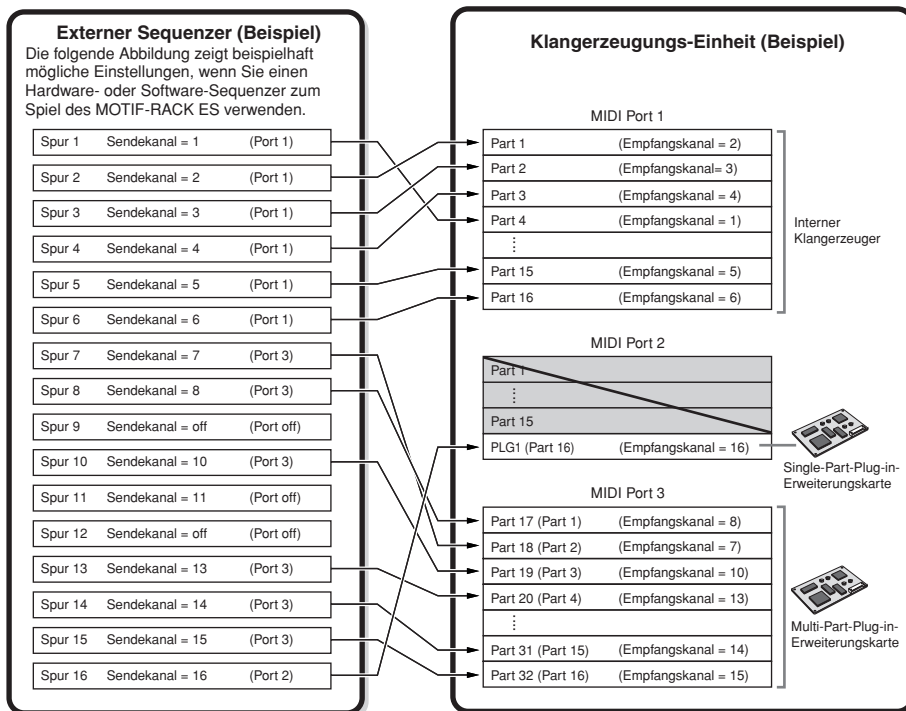 Externer Sequenzer (Beispiel)
Die folgende Abbildung zeigt beispielhaft
mögliche Einstellungen, wenn Sie einen
Hardware- oder Software-Sequenzer zum
Spiel des MOTIF-RACK ES verwenden.
Spur 1 Sendekanal = 1 (Port 1)
Spur 2 Sendekanal = 2 (Port 1)
Spur 3 Sendekanal = 3 (Port 1)
Spur 4 Sendekanal = 4 (Port 1)
Spur 5 Sendekanal = 5 (Port 1)
Spur 6 Sendekanal = 6 (Port 1)
Spur 7 Sendekanal = 7 (Port 3)
Spur 8 Sendekanal = 8 (Port 3)
Spur 9 Sendekanal = off (Port off)
Spur 10 Sendekanal = 10 (Port 3)
Spur 11 Sendekanal = 11 (Port off)
Spur 12 Sendekanal = off (Port off)
Spur 13 Sendekanal = 13 (Port 3)
Spur 14 Sendekanal = 14 (Port 3)
Spur 15 Sendekanal = 15 (Port 3)
Spur 16 Sendekanal = 16 (Port 2)
Klangerzeugungs-Einheit (Beispiel)
MIDI Port 1
Part 1 (Empfangskanal = 2)
Part 2 (Empfangskanal= 3)
Part 3 (Empfangskanal = 4)
Part 4 (Empfangskanal = 1)
Part 15 (Empfangskanal = 5)
Part 16 (Empfangskanal = 6)
Interner
Klangerzeuger
MIDI Port 2
Part 1
Part 15
PLG1 (Part 16) (Empfangskanal = 16)
Single-Part-Plug-in-
Erweiterungskarte
MIDI Port 3
Part 17 (Part 1) (Empfangskanal = 8)
Part 18 (Part 2) (Empfangskanal = 7)
Part 19 (Part 3) (Empfangskanal = 10)
Part 20 (Part 4) (Empfangskanal = 13)
Part 31 (Part 15) (Empfangskanal = 14)
Part 32 (Part 16) (Empfangskanal = 15)
Multi-Part-Plug-in-
Erweiterungskarte